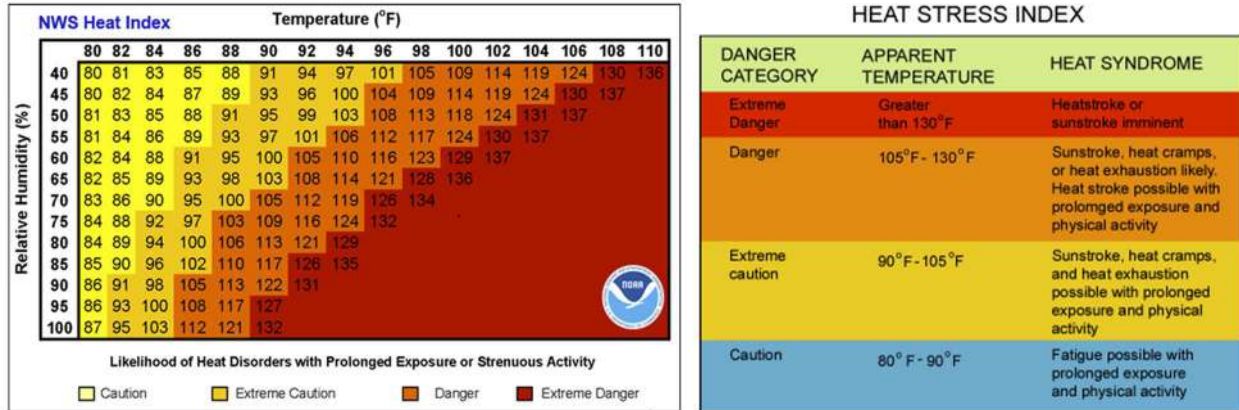 NWS Heat Index
Temperature (°F)
80 82 84 86 88 90 92 94 96 98 100 102 104 106 108 110
Relative Humidity (%)
40 80 81 83 85 88 91 94 97 101 105 109 114 119 124 130 136
45 80 82 84 87 89 93 96 100 104 109 114 119 124 130 137
50 81 83 85 88 91 95 99 103 108 113 118 124 131 137
55 81 84 86 89 93 97 101 106 112 117 124 130 137
60 82 84 88 91 95 100 105 110 116 123 129 137
65 82 85 89 93 98 103 108 114 121 128 136
70 83 86 90 95 100 105 112 119 126 134
75 84 88 92 97 103 109 116 124 132
80 84 89 94 100 106 113 121 129
85 85 90 96 102 110 117 126 135
90 86 91 98 105 113 122 131
95 86 93 100 108 117 127
100 87 95 103 112 121 132
NOAA
Likelihood of Heat Disorders with Prolonged Exposure or Strenuous Activity
Caution
Extreme Caution
Danger
Extreme Danger
HEAT STRESS INDEX
DANGER
CATEGORY
APPARENT
TEMPERATURE
HEAT SYNDROME
Extreme
Danger
Greater
than 130°F
Heatstroke or
sunstroke imminent
Danger
105°F - 130°F
Sunstroke, heat cramps,
or heat exhaustion likely.
Heat stroke possible with
prolomged exposure and
physical activity
Extreme
caution
90°F-105°F
Sunstroke, heat cramps,
and heat exhaustion
possible with prolonged
exposure and physical
activity
Caution
80°F - 90°F
Fatigue possible with
prolonged exposure
and physical activity